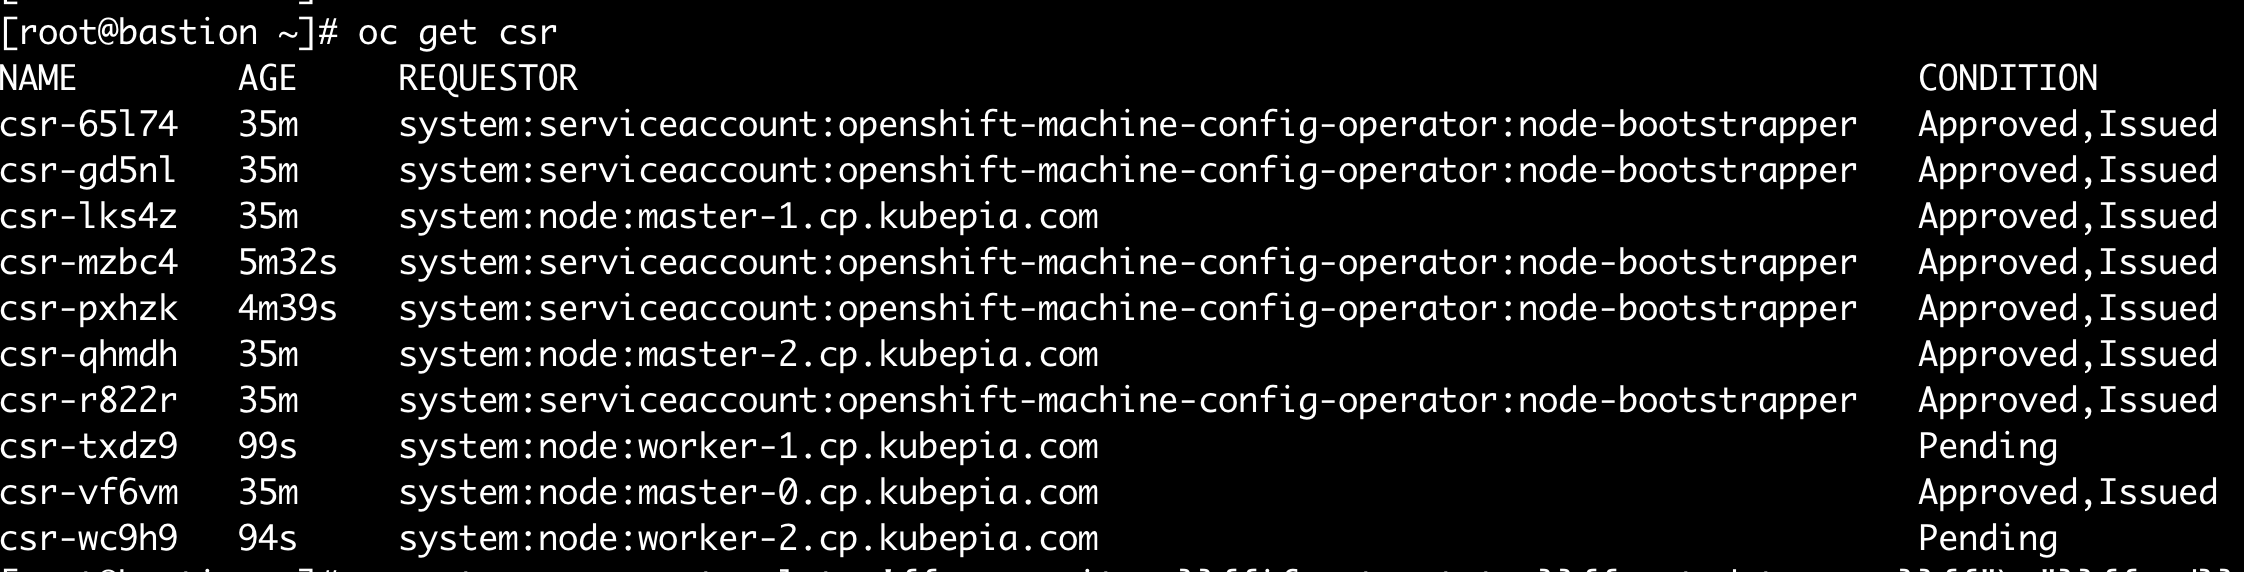 [root@bastion ~]# oc get csr
NAME AGE REQUESTOR CONDITION
csr-65l74 35m system:serviceaccount:openshift-machine-config-operator:node-bootstrapper Approved,Issued
csr-gd5nl 35m system:serviceaccount:openshift-machine-config-operator:node-bootstrapper Approved,Issued
csr-lks4z 35m system:node:master-1.cp.kubepia.com Approved,Issued
csr-mzbc4 5m32s system:serviceaccount:openshift-machine-config-operator:node-bootstrapper Approved,Issued
csr-pxhzk 4m39s system:serviceaccount:openshift-machine-config-operator:node-bootstrapper Approved,Issued
csr-qhmdh 35m system:node:master-2.cp.kubepia.com Approved,Issued
csr-r822r 35m system:serviceaccount:openshift-machine-config-operator:node-bootstrapper Approved,Issued
csr-txdz9 99s system:node:worker-1.cp.kubepia.com Pending
csr-vf6vm 35m system:node:master-0.cp.kubepia.com Approved,Issued
csr-wc9h9 94s system:node:worker-2.cp.kubepia.com Pending